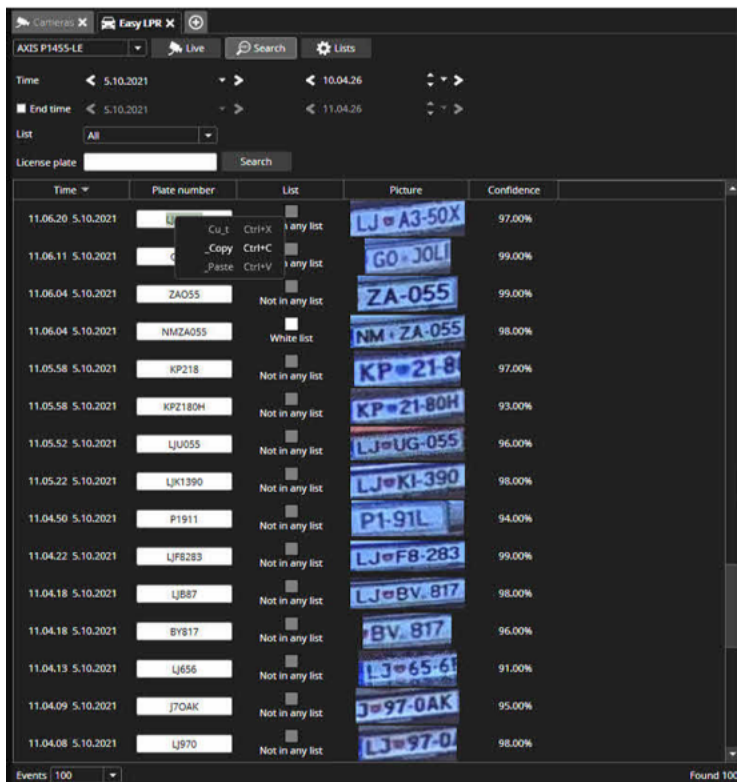 Cameras Easy LPR
AXIS P1455-LE Live Search Lists
Time 5.10.2021 10.04.26
End time 5.10.2021 11.04.26
List All
License plate Search
Time Plate number List Picture Confidence
11.06.20 5.10.2021 any list LJ A3-50X 97.00%
Cu_t Ctrl+X
_Copy Ctrl+C
_Paste Ctrl+V
11.06.11 5.10.2021 any list GO JOLI 99.00%
11.06.04 5.10.2021 ZAO55 Not in any list ZA-055 99.00%
11.06.04 5.10.2021 NMZA055 White list NM ZA-055 98.00%
11.05.58 5.10.2021 KP218 Not in any list KP 21-8 97.00%
11.05.58 5.10.2021 KPZ180H Not in any list KP 21-80H 93.00%
11.05.52 5.10.2021 LJU055 Not in any list LJ UG-055 96.00%
11.05.22 5.10.2021 LJK1390 Not in any list LJ KI-390 98.00%
11.04.50 5.10.2021 P1911 Not in any list P1-91L 94.00%
11.04.22 5.10.2021 LJF8283 Not in any list LJ F8-283 99.00%
11.04.18 5.10.2021 LJB87 Not in any list LJ BV. 817 98.00%
11.04.18 5.10.2021 BY817 Not in any list BV. 817 96.00%
11.04.13 5.10.2021 LJ656 Not in any list LJ 65-6 91.00%
11.04.09 5.10.2021 J7OAK Not in any list J 97-0AK 95.00%
11.04.08 5.10.2021 LJ970 Not in any list LJ 97-0 98.00%
Events 100 Found 100